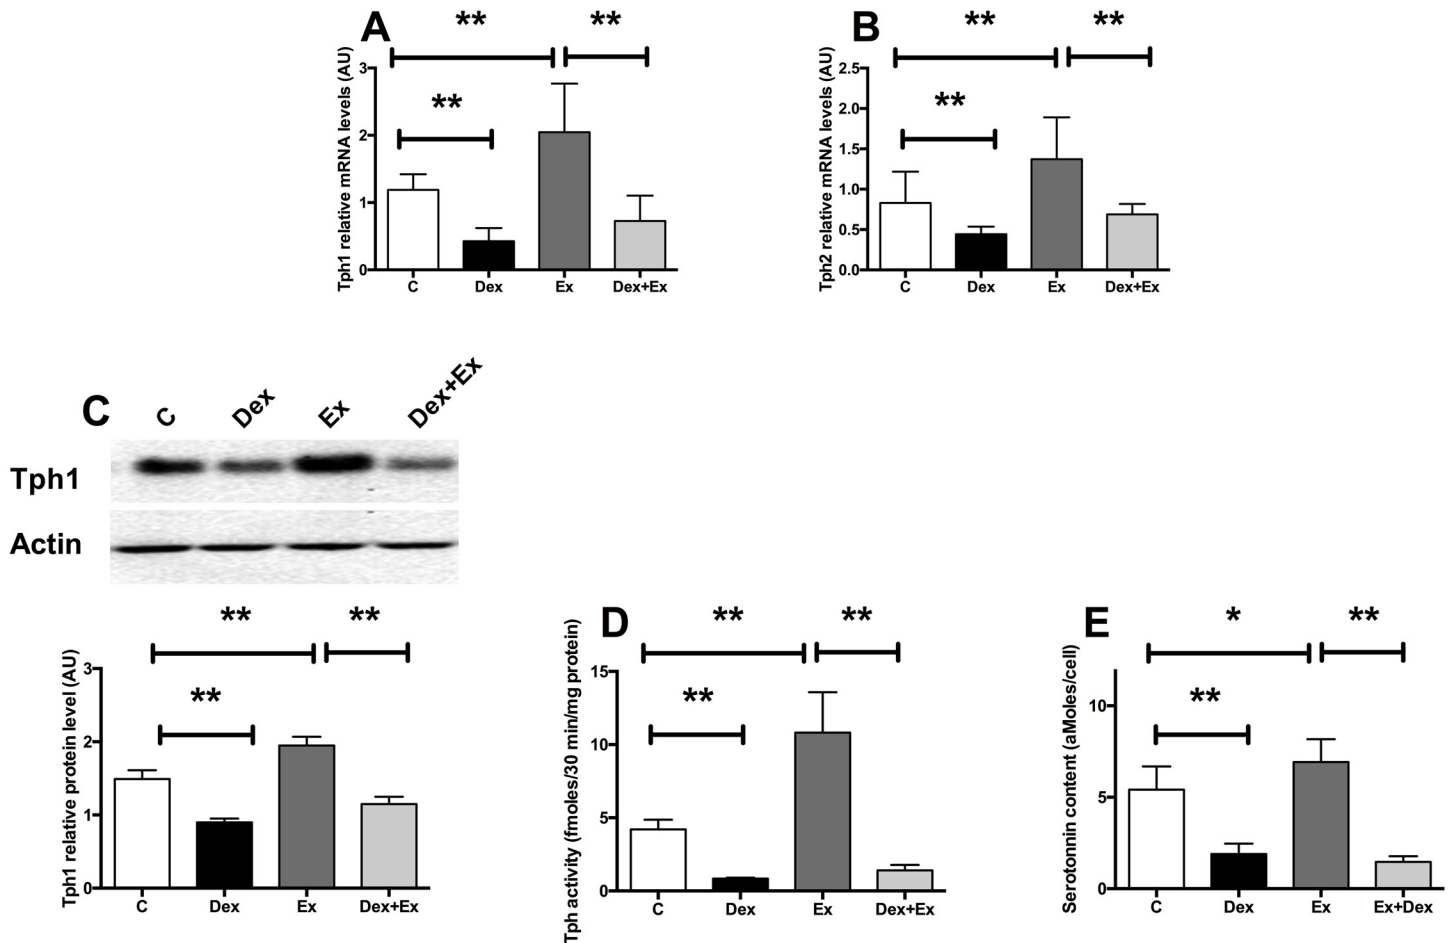 A
**
**
**
Tph1 relative mRNA levels (AU)
3
2
1
0
C Dex Ex Dex+Ex
B
**
**
**
Tph2 relative mRNA levels (AU)
2.5
2.0
1.5
1.0
0.5
0.0
C Dex Ex Dex+Ex
C
C Dex Ex Dex+Ex
Tph1
Actin
**
**
**
Tph1 relative protein level (AU)
3
2
1
0
C Dex Ex Dex+Ex
D
**
**
**
Tph activity (fmoles/30 min/mg protein)
15
10
5
0
C Dex Ex Dex+Ex
E
*
**
**
Serotonnin content (aMoles/cell)
10
5
0
C Dex Ex Ex+Dex